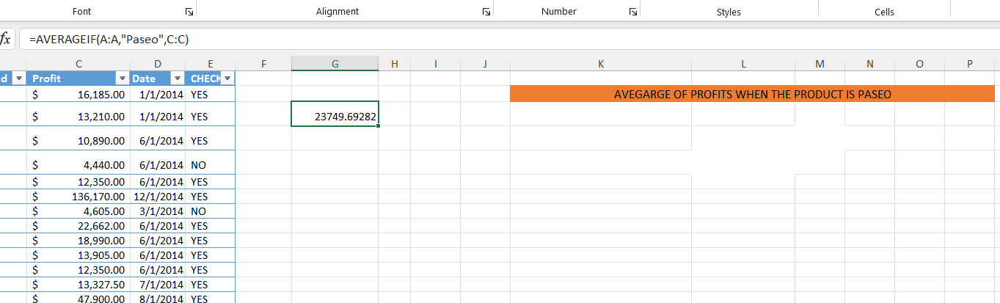 Font Alignment Number Styles Cells
fx =AVERAGEIF(A:A,"Paseo",C:C)
C D E F G H I J K L M N O P
d Profit Date CHECK
$ 16,185.00 1/1/2014 YES AVEGARGE OF PROFITS WHEN THE PRODUCT IS PASEO
$ 13,210.00 1/1/2014 YES 23749.69282
$ 10,890.00 6/1/2014 YES
$ 4,440.00 6/1/2014 NO
$ 12,350.00 6/1/2014 YES
$ 136,170.00 12/1/2014 YES
$ 4,605.00 3/1/2014 NO
$ 22,662.00 6/1/2014 YES
$ 18,990.00 6/1/2014 YES
$ 13,905.00 6/1/2014 YES
$ 12,350.00 6/1/2014 YES
$ 13,327.50 7/1/2014 YES
$ 47,900.00 8/1/2014 YES